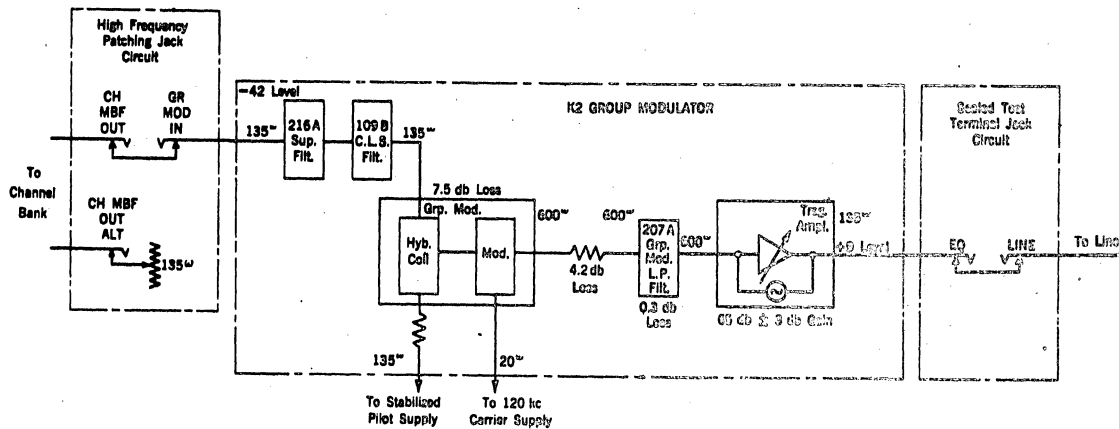 High Frequency
Patching Jack
Circuit
CH
MBF
OUT
GR
MOD
IN
To
Channel
Bank
CH MBF
OUT
ALT
135ω
-42 Level
K2 GROUP MODULATOR
135ω
216A
Sup.
Filt.
109B
C.L.S.
Filt.
135ω
7.5 db Loss
Grp. Mod.
Hyb.
Coil
Mod.
600ω
4.2 db
Loss
600ω
207A
Grp.
Mod.
L.P.
Filt.
0.3 db
Loss
600ω
Ampl.
135ω
Level
db ± 3 db Gain
Sealed Test
Terminal Jack
Circuit
EQ
LINE
To Line
135ω
20ω
To Stabilized
Pilot Supply
To 120 kc
Carrier Supply